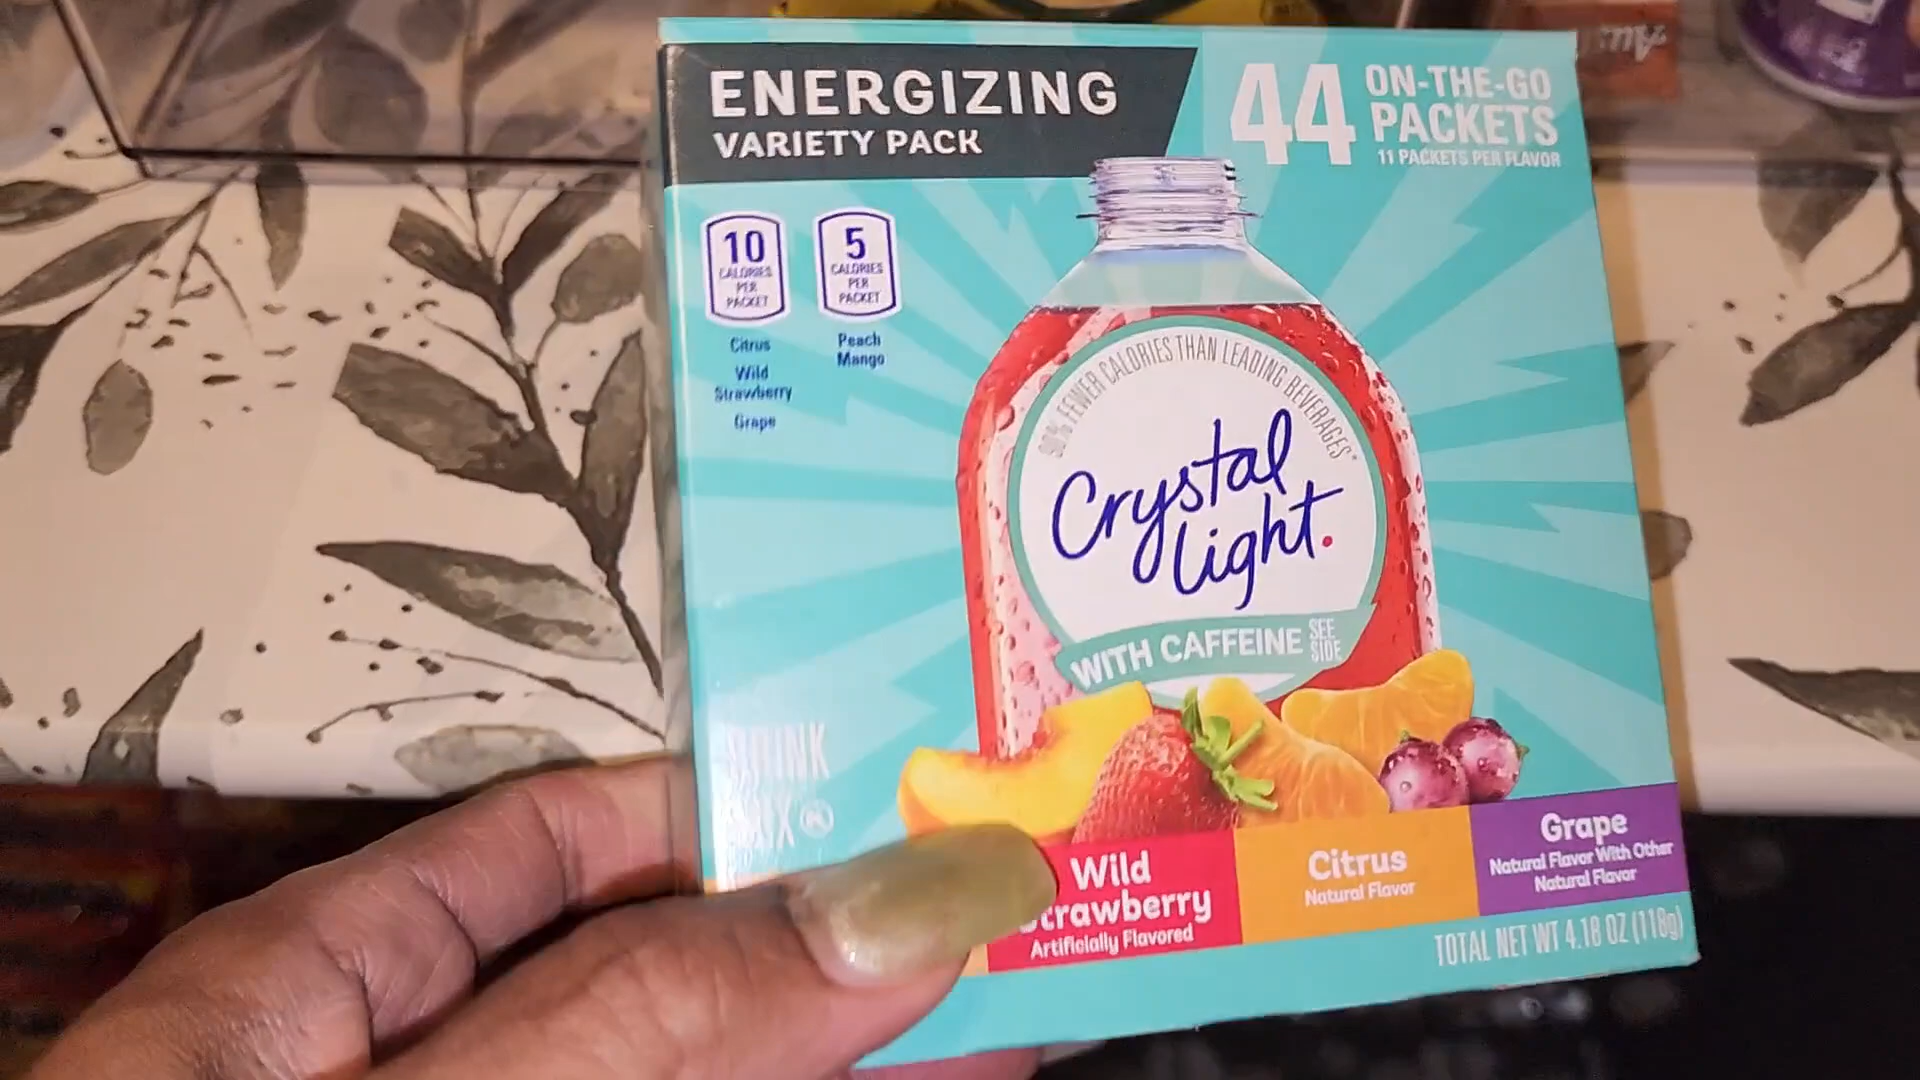 ENERGIZING
VARIETY PACK
44
ON-THE-GO
PACKETS
11 PACKETS PER FLAVOR
10
CALORIES
PER
PACKET
Citrus
Wild
Strawberry
Grape
5
CALORIES
PER
PACKET
Peach
Mango
90% FEWER CALORIES THAN LEADING BEVERAGES*
Crystal
Light.
WITH CAFFEINE
SEE
SIDE
Wild
Strawberry
Artificially Flavored
Citrus
Natural Flavor
Grape
Natural Flavor With Other
Natural Flavor
TOTAL NET WT 4.18 OZ (118g)